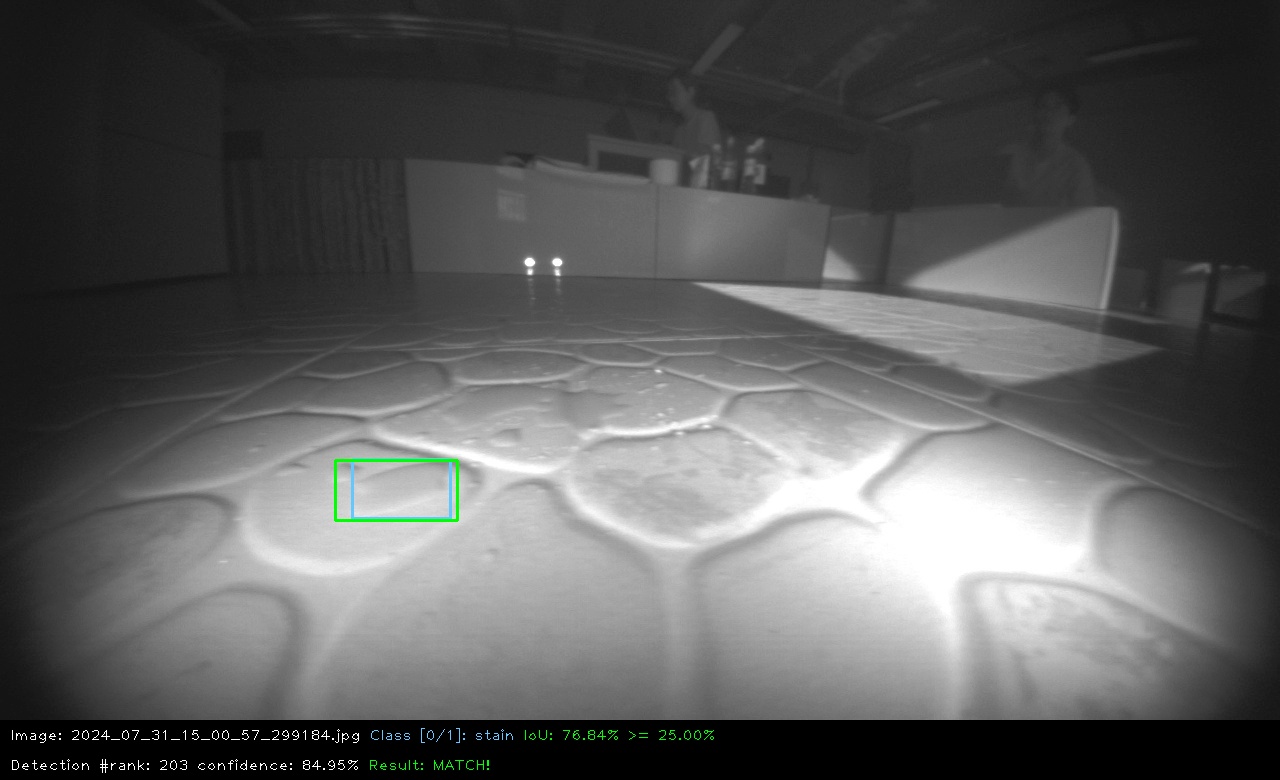 Image: 2024_07_31_15_00_57_299184.jpg Class [0/1]: stain IoU: 76.84% >= 25.00%
Detection #rank: 203 confidence: 84.95% Result: MATCH!